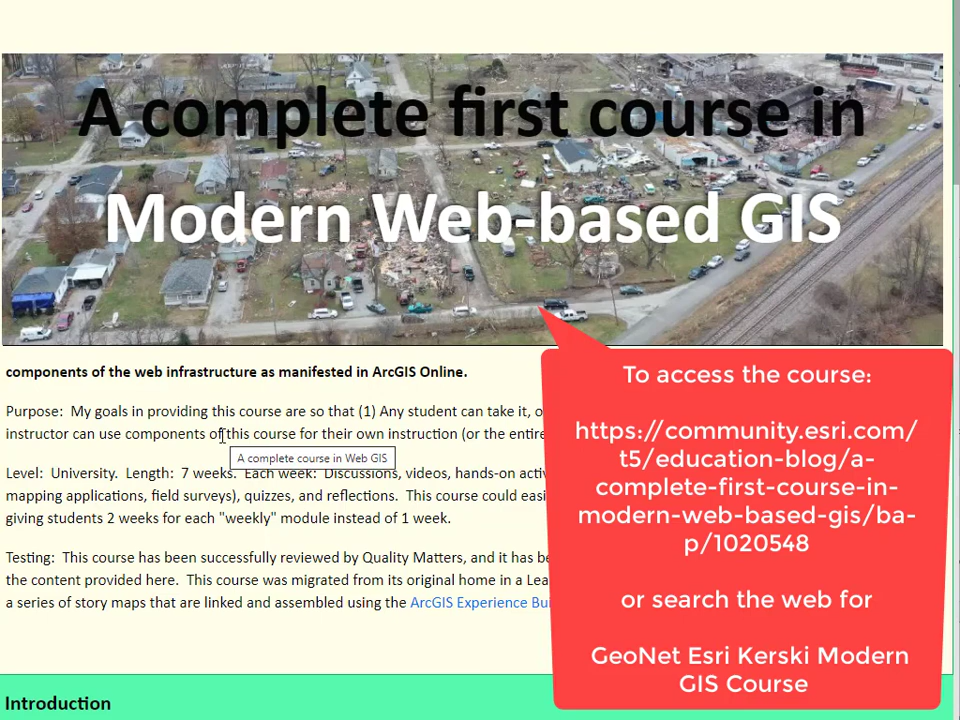 A complete first course in
Modern Web-based GIS
components of the web infrastructure as manifested in ArcGIS Online.
Purpose: My goals in providing this course are so that (1) Any student can take it, o
instructor can use components of this course for their own instruction (or the entire
A complete course in Web GIS
Level: University. Length: 7 weeks. Each week: Discussions, videos, hands-on activ
mapping applications, field surveys), quizzes, and reflections. This course could easi
giving students 2 weeks for each "weekly" module instead of 1 week.
Testing: This course has been successfully reviewed by Quality Matters, and it has be
the content provided here. This course was migrated from its original home in a Lea
a series of story maps that are linked and assembled using the ArcGIS Experience Bui
Introduction
To access the course:
https://community.esri.com/
t5/education-blog/a-
complete-first-course-in-
modern-web-based-gis/ba-
p/1020548
or search the web for
GeoNet Esri Kerski Modern
GIS Course